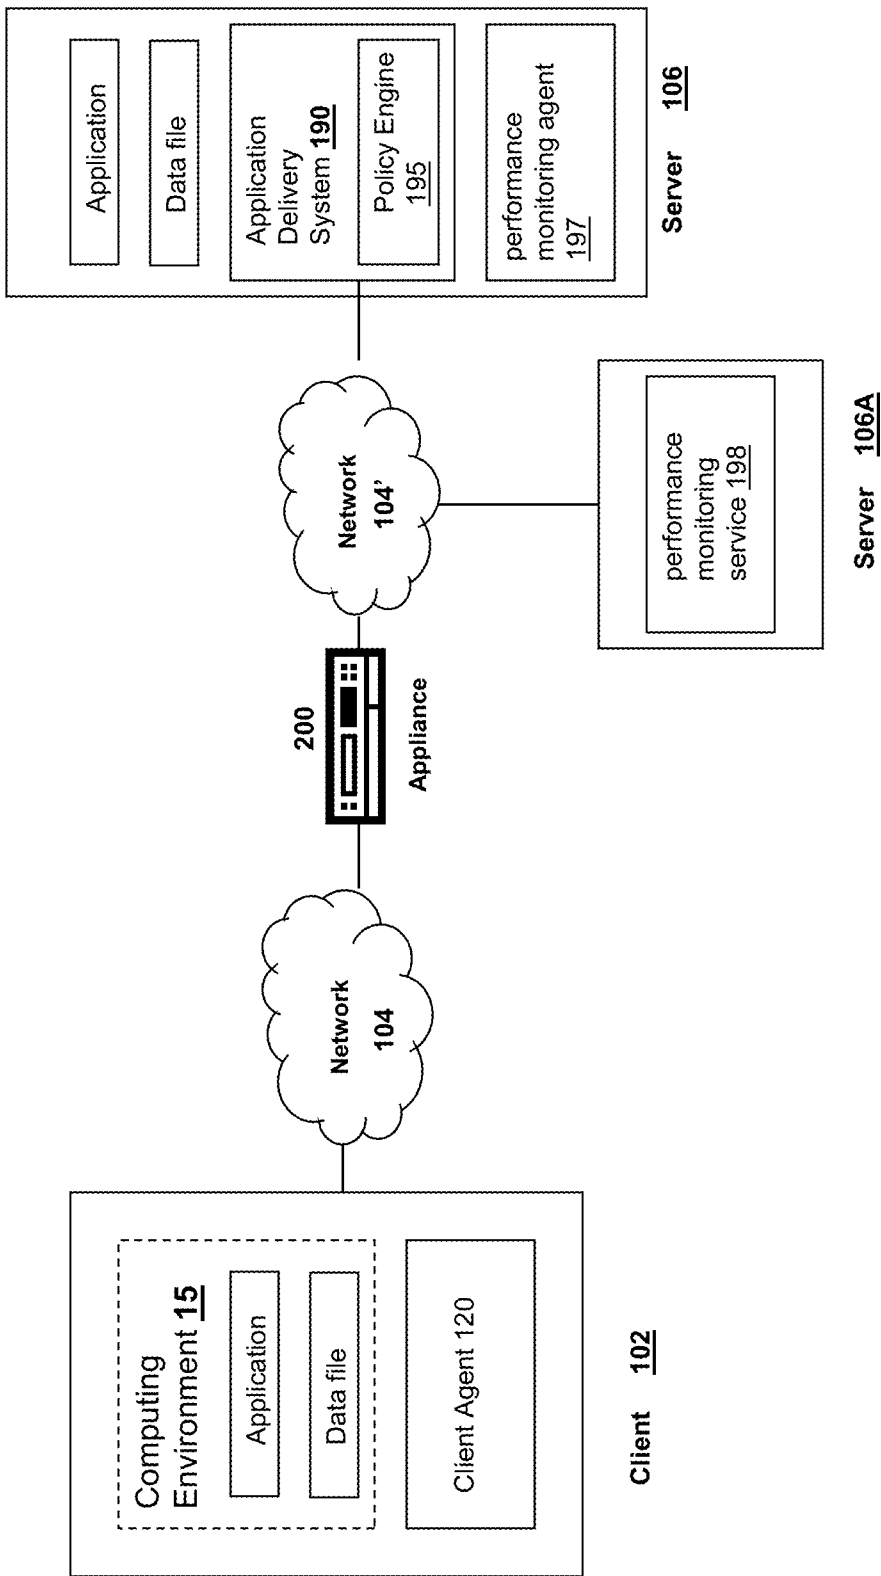 Computing
Environment 15
Application
Data file
Client Agent 120
Client 102
Network
104
200
Appliance
Network
104’
Application
Data file
Application
Delivery
System 190
Policy Engine
195
performance
monitoring agent
197
Server 106
performance
monitoring
service 198
Server 106A